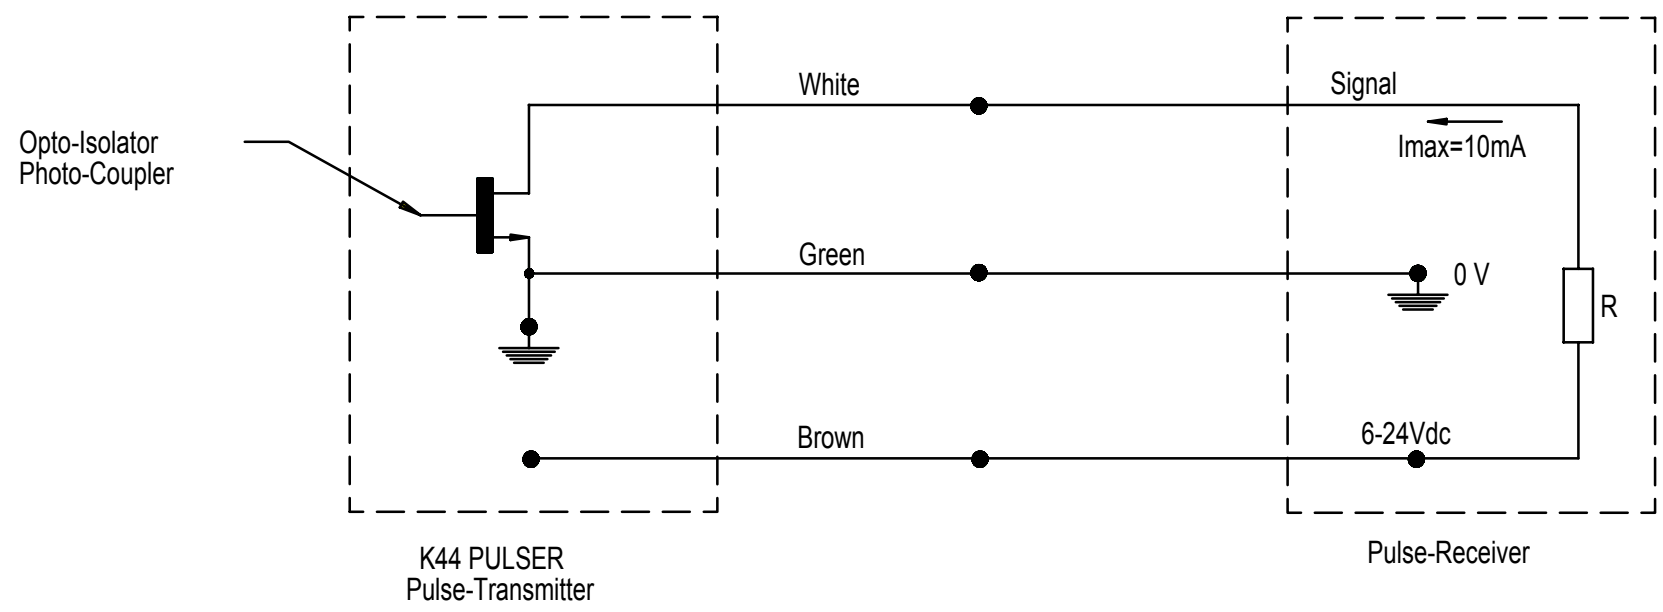 White
Signal
Opto-Isolator
Photo-Coupler
Imax=10mA
Green
0 V
R
Brown
6-24Vdc
K44 PULSER
Pulse-Transmitter
Pulse-Receiver